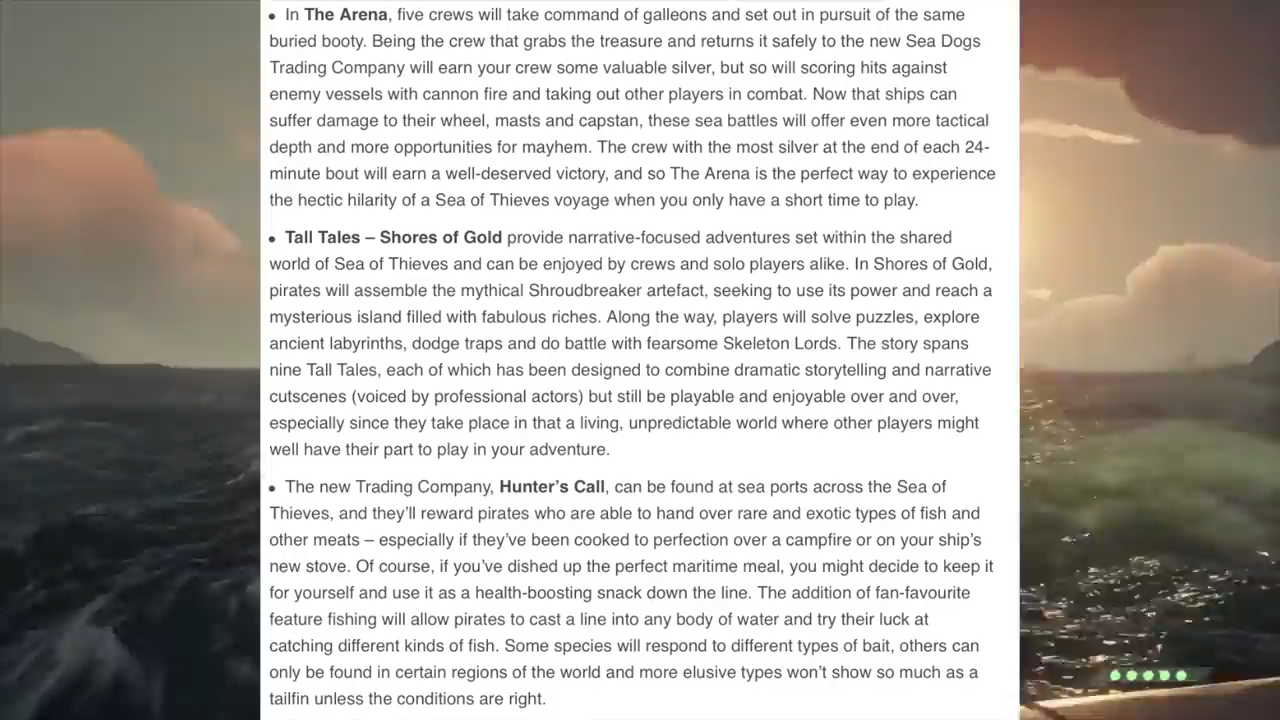 • In The Arena, five crews will take command of galleons and set out in pursuit of the same
buried booty. Being the crew that grabs the treasure and returns it safely to the new Sea Dogs
Trading Company will earn your crew some valuable silver, but so will scoring hits against
enemy vessels with cannon fire and taking out other players in combat. Now that ships can
suffer damage to their wheel, masts and capstan, these sea battles will offer even more tactical
depth and more opportunities for mayhem. The crew with the most silver at the end of each 24-
minute bout will earn a well-deserved victory, and so The Arena is the perfect way to experience
the hectic hilarity of a Sea of Thieves voyage when you only have a short time to play.
• Tall Tales – Shores of Gold provide narrative-focused adventures set within the shared
world of Sea of Thieves and can be enjoyed by crews and solo players alike. In Shores of Gold,
pirates will assemble the mythical Shroudbreaker artefact, seeking to use its power and reach a
mysterious island filled with fabulous riches. Along the way, players will solve puzzles, explore
ancient labyrinths, dodge traps and do battle with fearsome Skeleton Lords. The story spans
nine Tall Tales, each of which has been designed to combine dramatic storytelling and narrative
cutscenes (voiced by professional actors) but still be playable and enjoyable over and over,
especially since they take place in that a living, unpredictable world where other players might
well have their part to play in your adventure.
• The new Trading Company, Hunter’s Call, can be found at sea ports across the Sea of
Thieves, and they’ll reward pirates who are able to hand over rare and exotic types of fish and
other meats – especially if they’ve been cooked to perfection over a campfire or on your ship’s
new stove. Of course, if you’ve dished up the perfect maritime meal, you might decide to keep it
for yourself and use it as a health-boosting snack down the line. The addition of fan-favourite
feature fishing will allow pirates to cast a line into any body of water and try their luck at
catching different kinds of fish. Some species will respond to different types of bait, others can
only be found in certain regions of the world and more elusive types won’t show so much as a
tailfin unless the conditions are right.